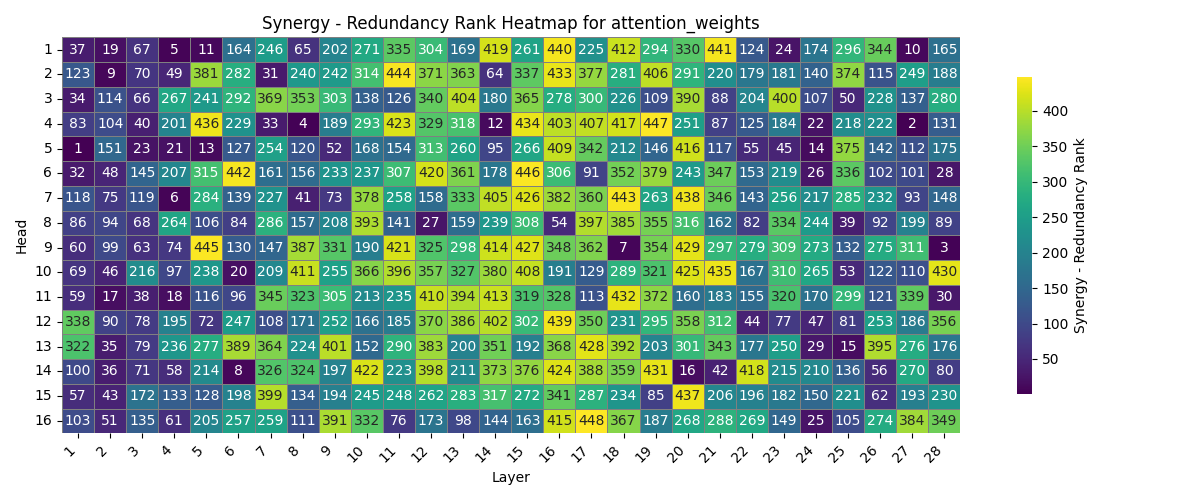 Synergy - Redundancy Rank Heatmap for attention_weights
1 37 19 67 5 11 164 246 65 202 271 335 304 169 419 261 440 225 412 294 330 441 124 24 174 296 344 10 165
2 123 9 70 49 381 282 31 240 242 314 444 371 363 64 337 433 377 281 406 291 220 179 181 140 374 115 249 188
3 34 114 66 267 241 292 369 353 303 138 126 340 404 180 365 278 300 226 109 390 88 204 400 107 50 228 137 280
4 83 104 40 201 436 229 33 4 189 293 423 329 318 12 434 403 407 417 447 251 87 125 184 22 218 222 2 131
5 1 151 23 21 13 127 254 120 52 168 154 313 260 95 266 409 342 212 146 416 117 55 45 14 375 142 112 175
6 32 48 145 207 315 442 161 156 233 237 307 420 361 178 446 306 91 352 379 243 347 153 219 26 336 102 101 28
7 118 75 119 6 284 139 227 41 73 378 258 158 333 405 426 382 360 443 263 438 346 143 256 217 285 232 93 148
8 86 94 68 264 106 84 286 157 208 393 141 27 159 239 308 54 397 385 355 316 162 82 334 244 39 92 199 89
9 60 99 63 74 445 130 147 387 331 190 421 325 298 414 427 348 362 7 354 429 297 279 309 273 132 275 311 3
10 69 46 216 97 238 20 209 411 255 366 396 357 327 380 408 191 129 289 321 425 435 167 310 265 53 122 110 430
11 59 17 38 18 116 96 345 323 305 213 235 410 394 413 319 328 113 432 372 160 183 155 320 170 299 121 339 30
12 338 90 78 195 72 247 108 171 252 166 185 370 386 402 302 439 350 231 295 358 312 44 77 47 81 253 186 356
13 322 35 79 236 277 389 364 224 401 152 290 383 200 351 192 368 428 392 203 301 343 177 250 29 15 395 276 176
14 100 36 71 58 214 8 326 324 197 422 223 398 211 373 376 424 388 359 431 16 42 418 215 210 136 56 270 80
15 57 43 172 133 128 198 399 134 194 245 248 262 283 317 272 341 287 234 85 437 206 196 182 150 221 62 193 230
16 103 51 135 61 205 257 259 111 391 332 76 173 98 144 163 415 448 367 187 268 288 269 149 25 105 274 384 349
1 2 3 4 5 6 7 8 9 10 11 12 13 14 15 16 17 18 19 20 21 22 23 24 25 26 27 28
Layer
Head
400
350
300
250
200
150
100
50
Synergy - Redundancy Rank